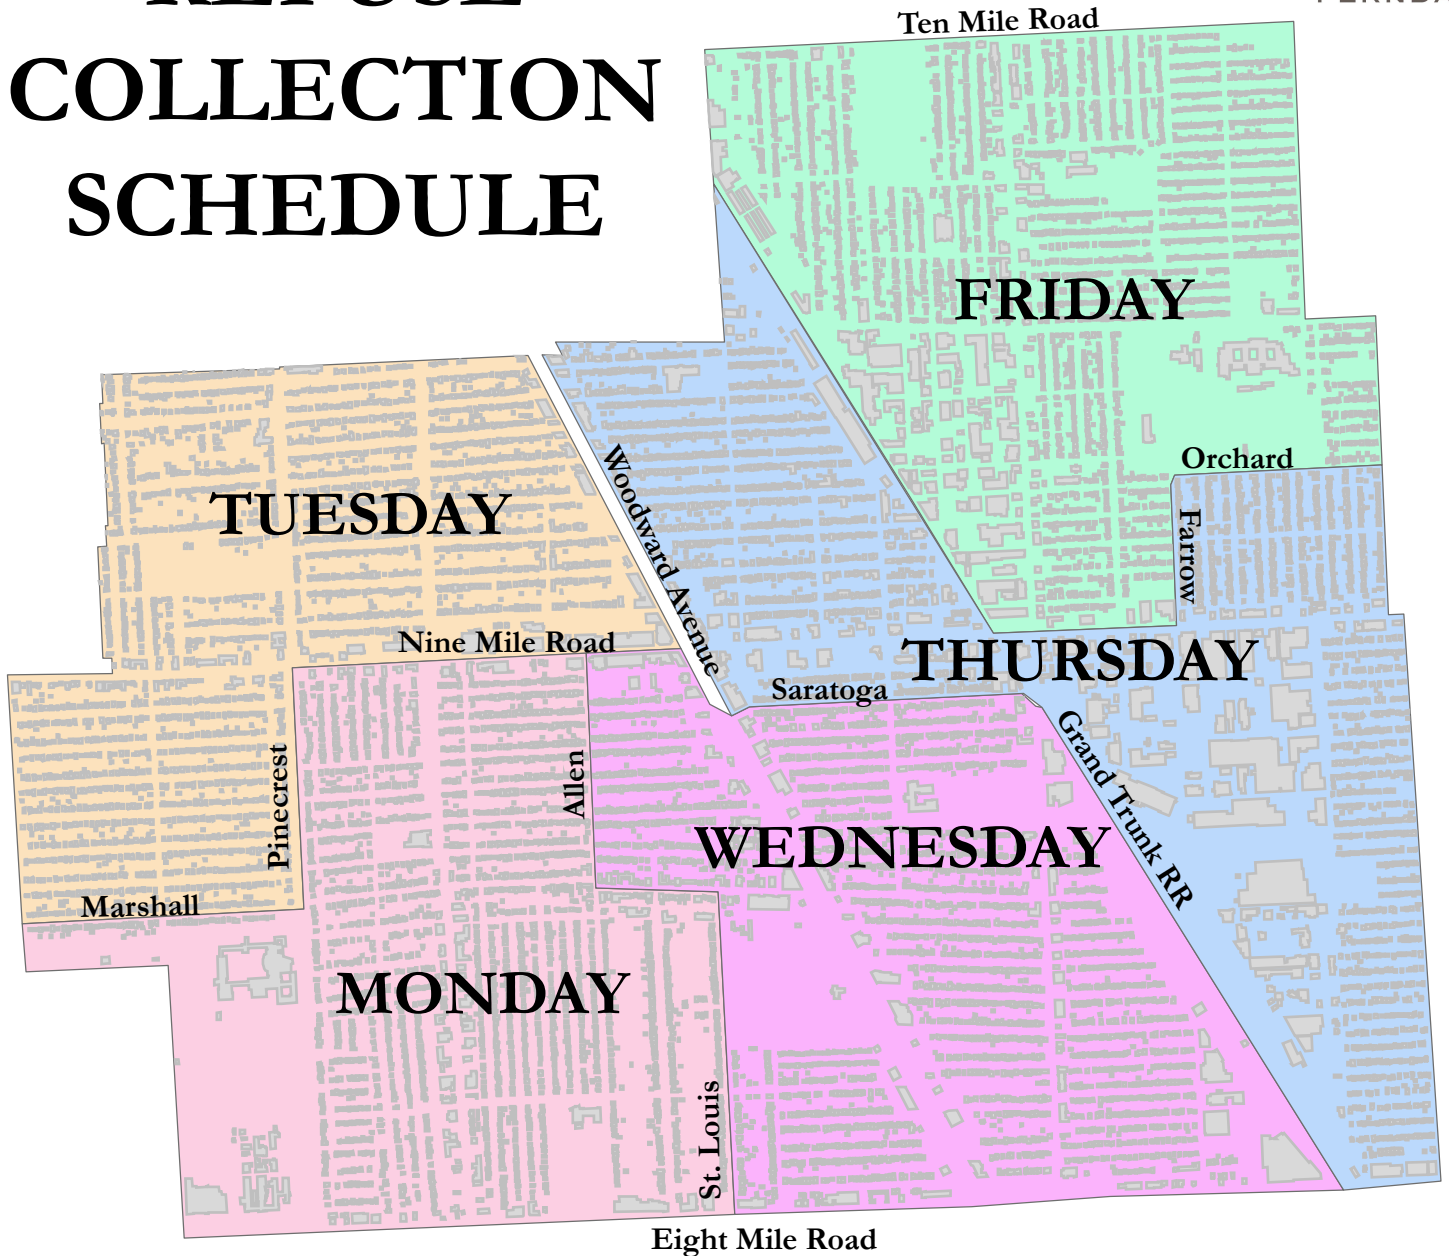 REFUSE
COLLECTION
SCHEDULE
Ten Mile Road
FRIDAY
Orchard
Farrow
TUESDAY
Woodward Avenue
Nine Mile Road
THURSDAY
Saratoga
Pinecrest
Allen
Grand Trunk RR
WEDNESDAY
Marshall
MONDAY
St. Louis
Eight Mile Road